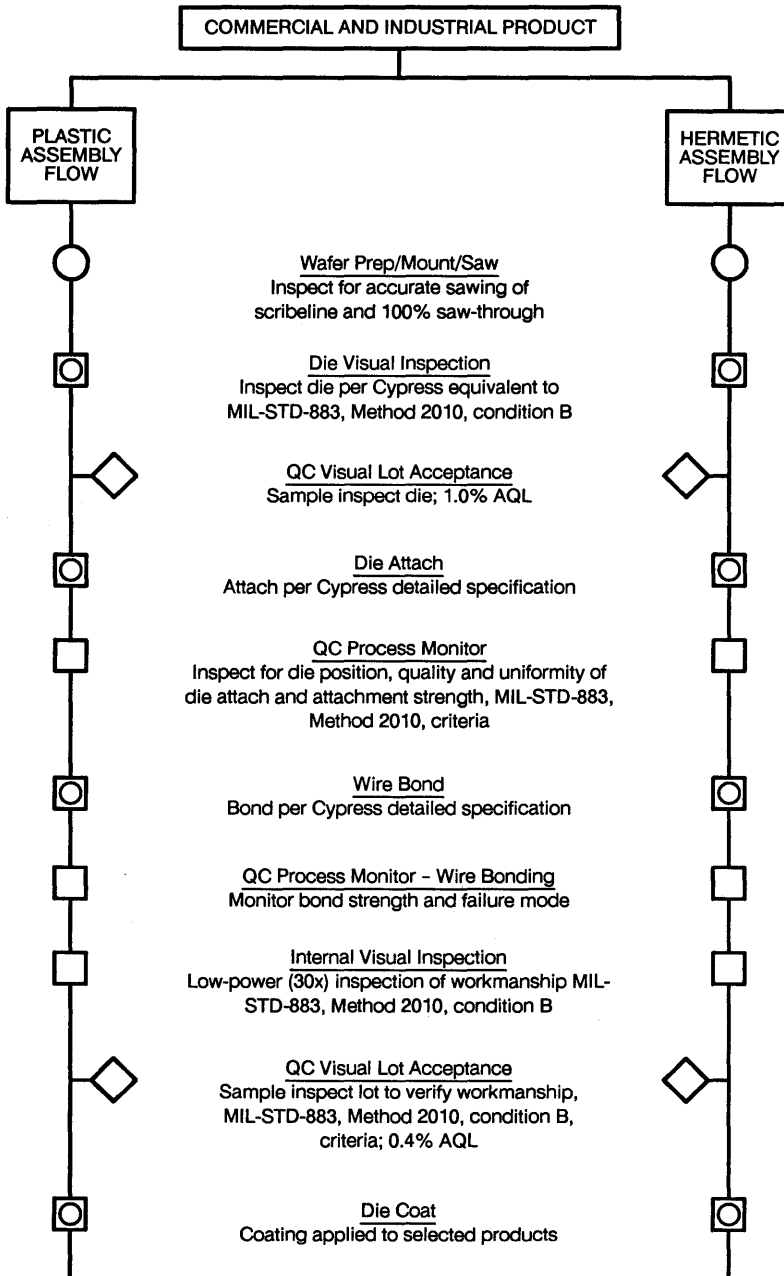 COMMERCIAL AND INDUSTRIAL PRODUCT
PLASTIC
ASSEMBLY
FLOW
HERMETIC
ASSEMBLY
FLOW
Wafer Prep/Mount/Saw
Inspect for accurate sawing of
scribeline and 100% saw-through
Die Visual Inspection
Inspect die per Cypress equivalent to
MIL-STD-883, Method 2010, condition B
QC Visual Lot Acceptance
Sample inspect die; 1.0% AQL
Die Attach
Attach per Cypress detailed specification
QC Process Monitor
Inspect for die position, quality and uniformity of
die attach and attachment strength, MIL-STD-883,
Method 2010, criteria
Wire Bond
Bond per Cypress detailed specification
QC Process Monitor – Wire Bonding
Monitor bond strength and failure mode
Internal Visual Inspection
Low-power (30x) inspection of workmanship MIL-
STD-883, Method 2010, condition B
QC Visual Lot Acceptance
Sample inspect lot to verify workmanship,
MIL-STD-883, Method 2010, condition B,
criteria; 0.4% AQL
Die Coat
Coating applied to selected products